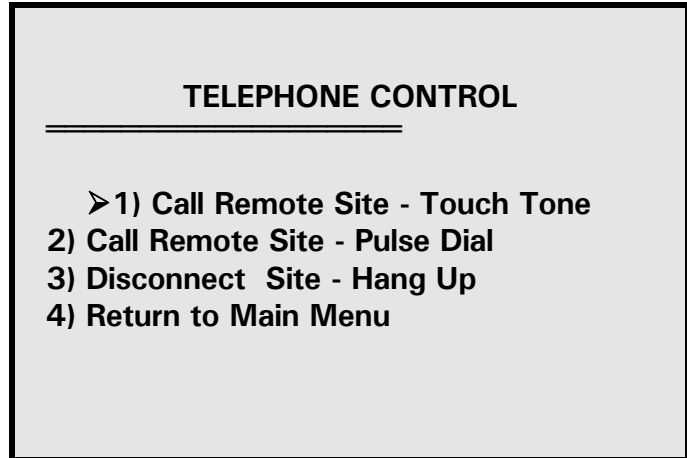 TELEPHONE CONTROL
➢1) Call Remote Site - Touch Tone
2) Call Remote Site - Pulse Dial
3) Disconnect  Site - Hang Up
4) Return to Main Menu